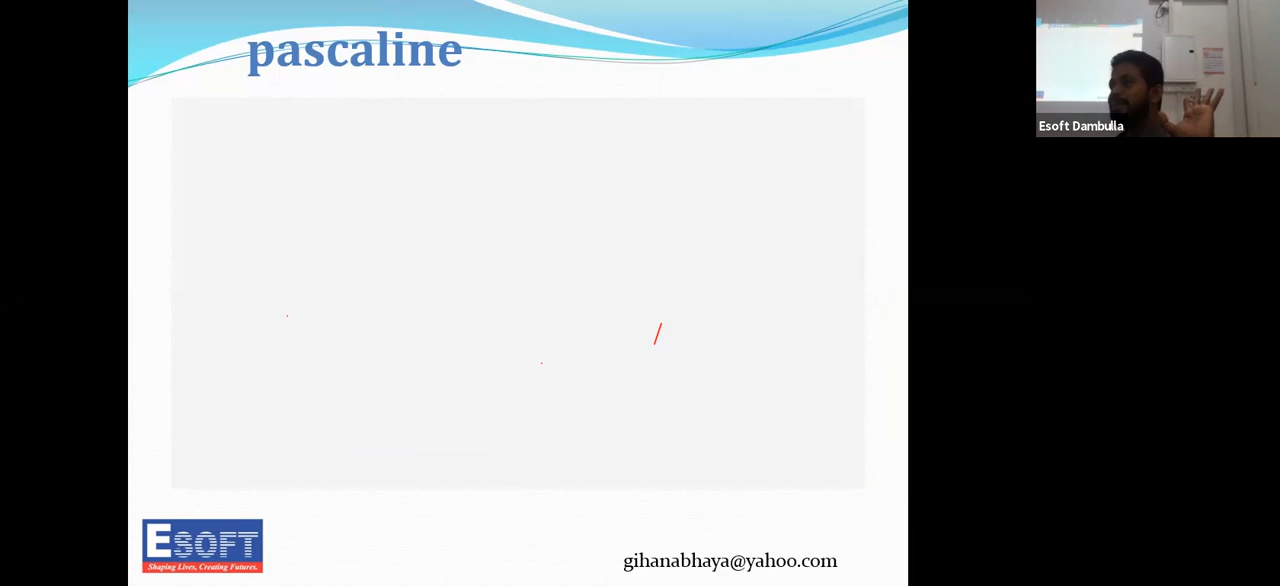 pascaline
Esoft Dambulla
ESOFT
Shaping Lives, Creating Futures.
gihanabhaya@yahoo.com